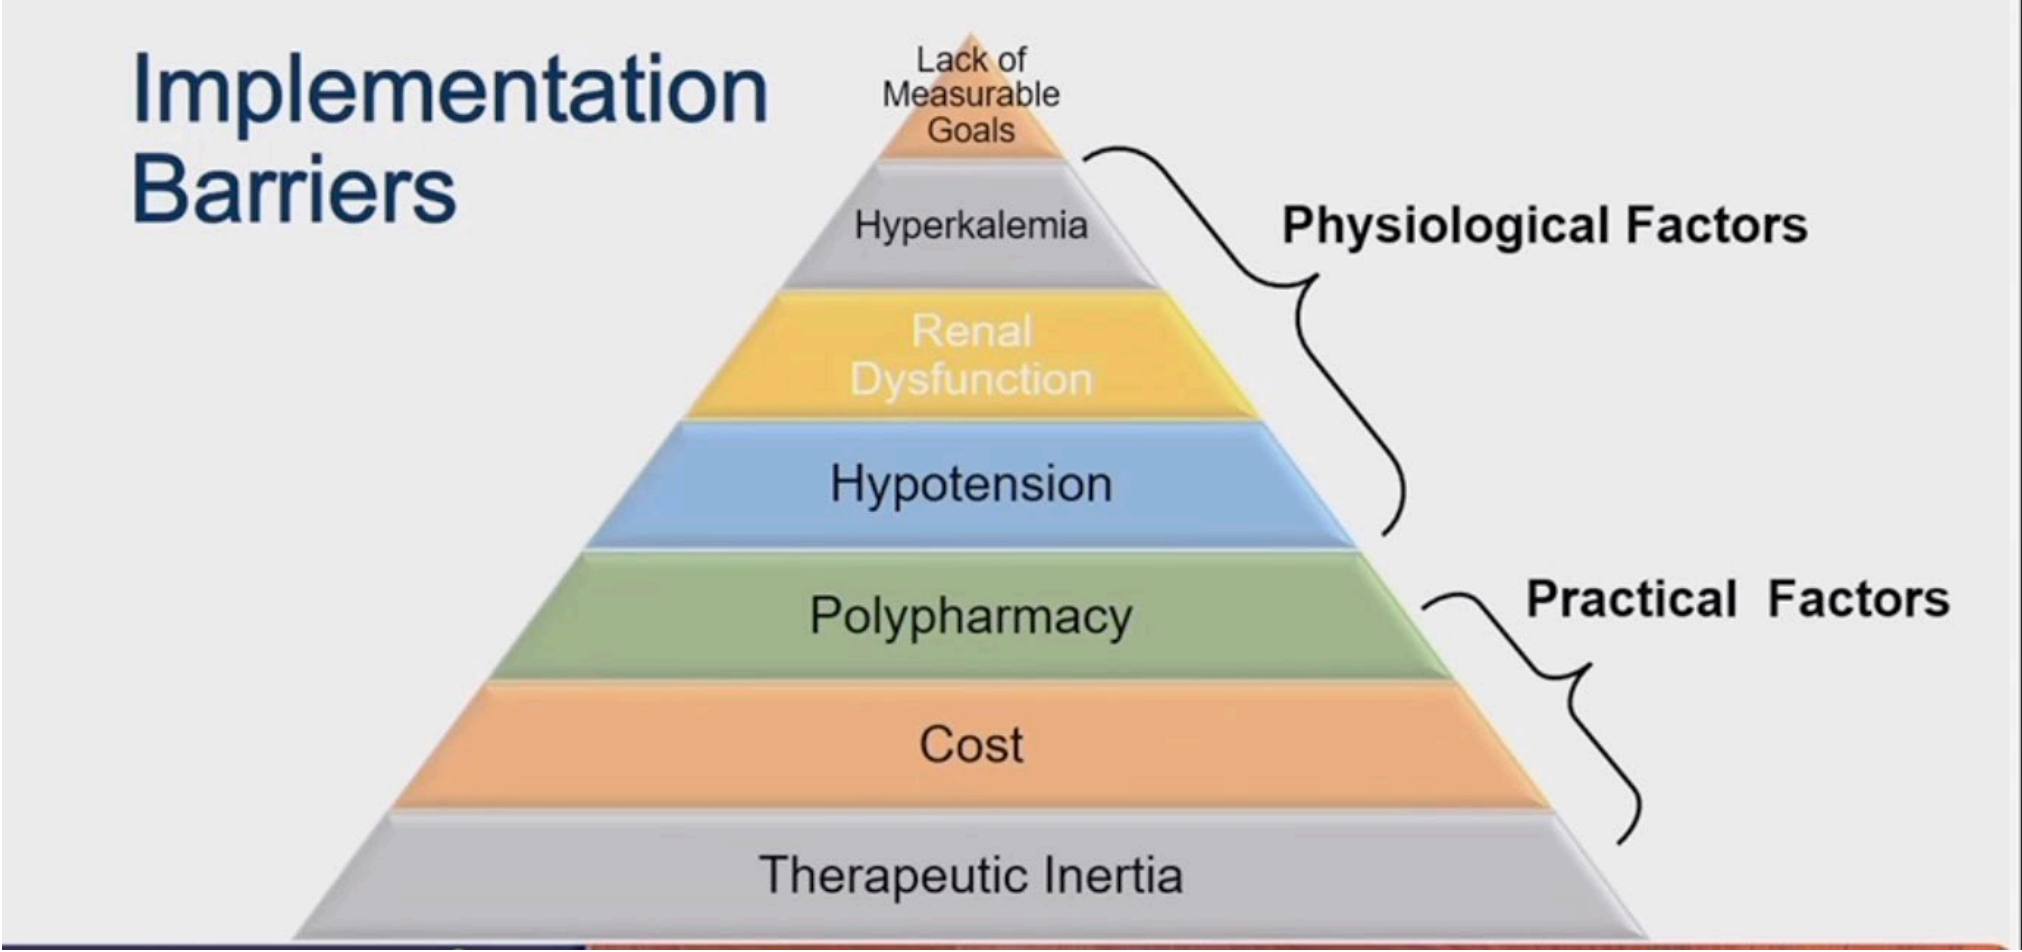 Implementation
Barriers
Lack of
Measurable
Goals
Hyperkalemia
Physiological Factors
Renal
Dysfunction
Hypotension
Polypharmacy
Practical Factors
Cost
Therapeutic Inertia